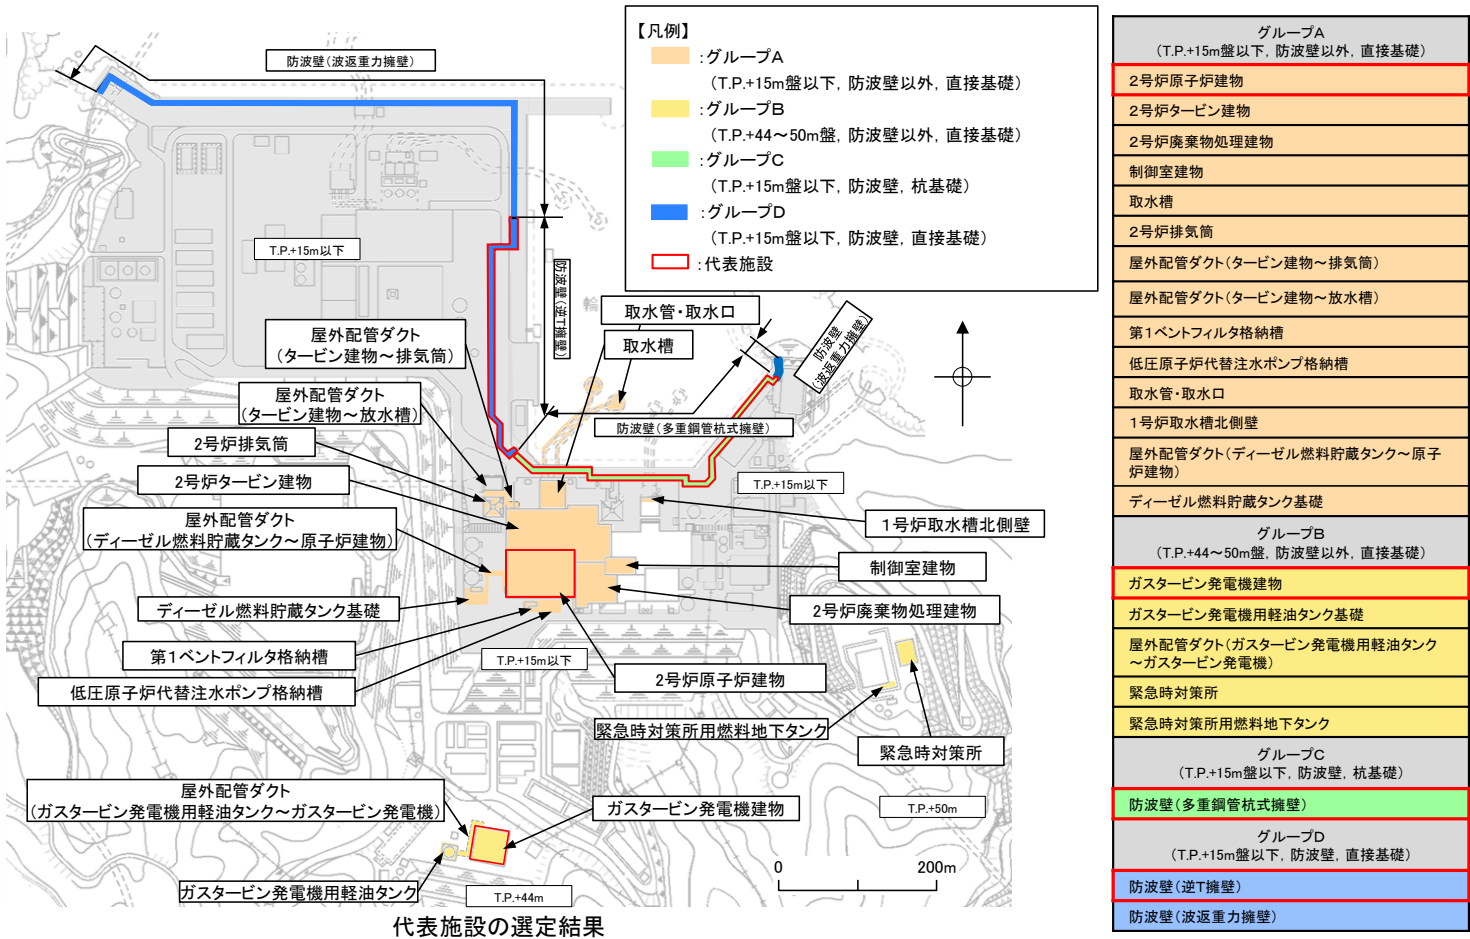 防波壁(波返重力擁壁)
【凡例】
:グループA
(T.P.+15m盤以下, 防波壁以外, 直接基礎)
:グループB
(T.P.+44～50m盤, 防波壁以外, 直接基礎)
:グループC
(T.P.+15m盤以下, 防波壁, 杭基礎)
:グループD
(T.P.+15m盤以下, 防波壁, 直接基礎)
:代表施設
T.P.+15m以下
防波壁(逆T擁壁)
輪
取水管・取水口
取水槽
防波壁
(波返重力擁壁)
屋外配管ダクト
(タービン建物～排気筒)
屋外配管ダクト
(タービン建物～放水槽)
防波壁(多重鋼管杭式擁壁)
2号炉排気筒
2号炉タービン建物
T.P.+15m以下
屋外配管ダクト
(ディーゼル燃料貯蔵タンク～原子炉建物)
1号炉取水槽北側壁
制御室建物
ディーゼル燃料貯蔵タンク基礎
2号炉廃棄物処理建物
第1ベントフィルタ格納槽
T.P.+15m以下
低圧原子炉代替注水ポンプ格納槽
2号炉原子炉建物
緊急時対策所用燃料地下タンク
緊急時対策所
屋外配管ダクト
(ガスタービン発電機用軽油タンク～ガスタービン発電機)
ガスタービン発電機建物
T.P.+50m
0 200m
ガスタービン発電機用軽油タンク
T.P.+44m
代表施設の選定結果
グループA
(T.P.+15m盤以下, 防波壁以外, 直接基礎)
2号炉原子炉建物
2号炉タービン建物
2号炉廃棄物処理建物
制御室建物
取水槽
2号炉排気筒
屋外配管ダクト(タービン建物～排気筒)
屋外配管ダクト(タービン建物～放水槽)
第1ベントフィルタ格納槽
低圧原子炉代替注水ポンプ格納槽
取水管・取水口
1号炉取水槽北側壁
屋外配管ダクト(ディーゼル燃料貯蔵タンク～原子
炉建物)
ディーゼル燃料貯蔵タンク基礎
グループB
(T.P.+44～50m盤, 防波壁以外, 直接基礎)
ガスタービン発電機建物
ガスタービン発電機用軽油タンク基礎
屋外配管ダクト(ガスタービン発電機用軽油タンク
～ガスタービン発電機)
緊急時対策所
緊急時対策所用燃料地下タンク
グループC
(T.P.+15m盤以下, 防波壁, 杭基礎)
防波壁(多重鋼管杭式擁壁)
グループD
(T.P.+15m盤以下, 防波壁, 直接基礎)
防波壁(逆T擁壁)
防波壁(波返重力擁壁)